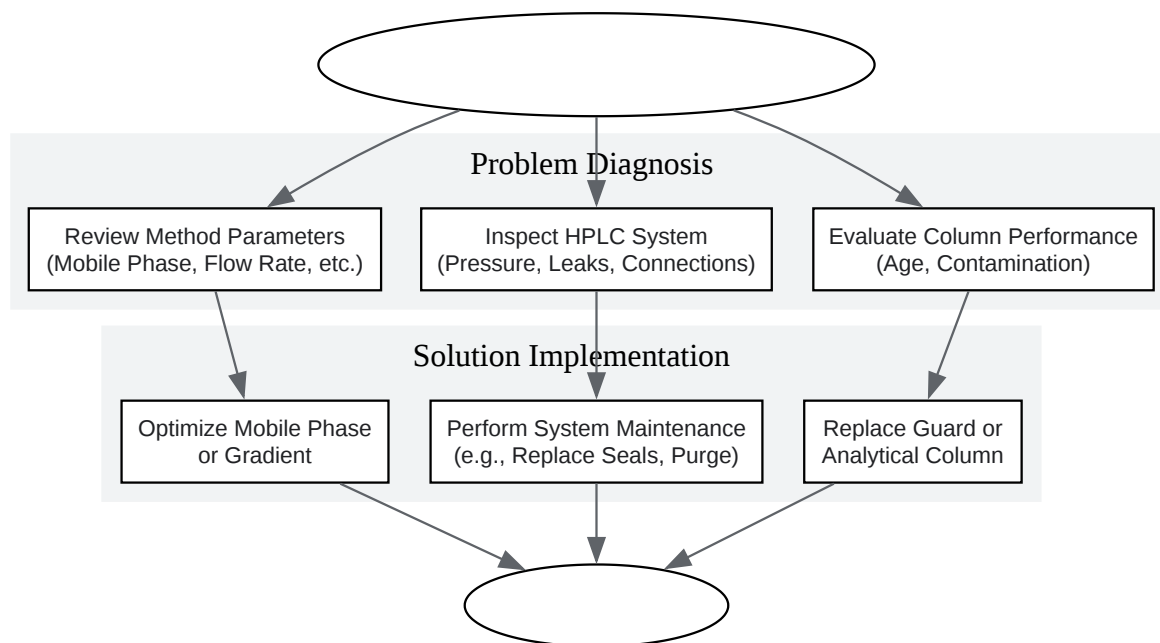 Problem Diagnosis
Review Method Parameters
(Mobile Phase, Flow Rate, etc.)
Inspect HPLC System
(Pressure, Leaks, Connections)
Evaluate Column Performance
(Age, Contamination)
Solution Implementation
Optimize Mobile Phase
or Gradient
Perform System Maintenance
(e.g., Replace Seals, Purge)
Replace Guard or
Analytical Column